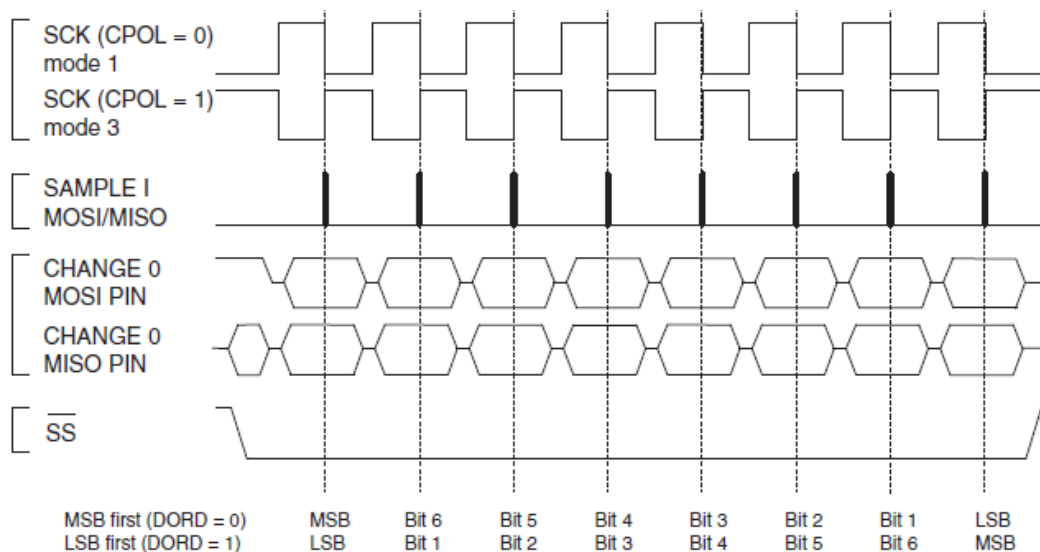 SCK (CPOL = 0)
mode 1
SCK (CPOL = 1)
mode 3
SAMPLE I
MOSI/MISO
CHANGE 0
MOSI PIN
CHANGE 0
MISO PIN
SS
MSB first (DORD = 0) MSB Bit 6 Bit 5 Bit 4 Bit 3 Bit 2 Bit 1 LSB
LSB first (DORD = 1) LSB Bit 1 Bit 2 Bit 3 Bit 4 Bit 5 Bit 6 MSB